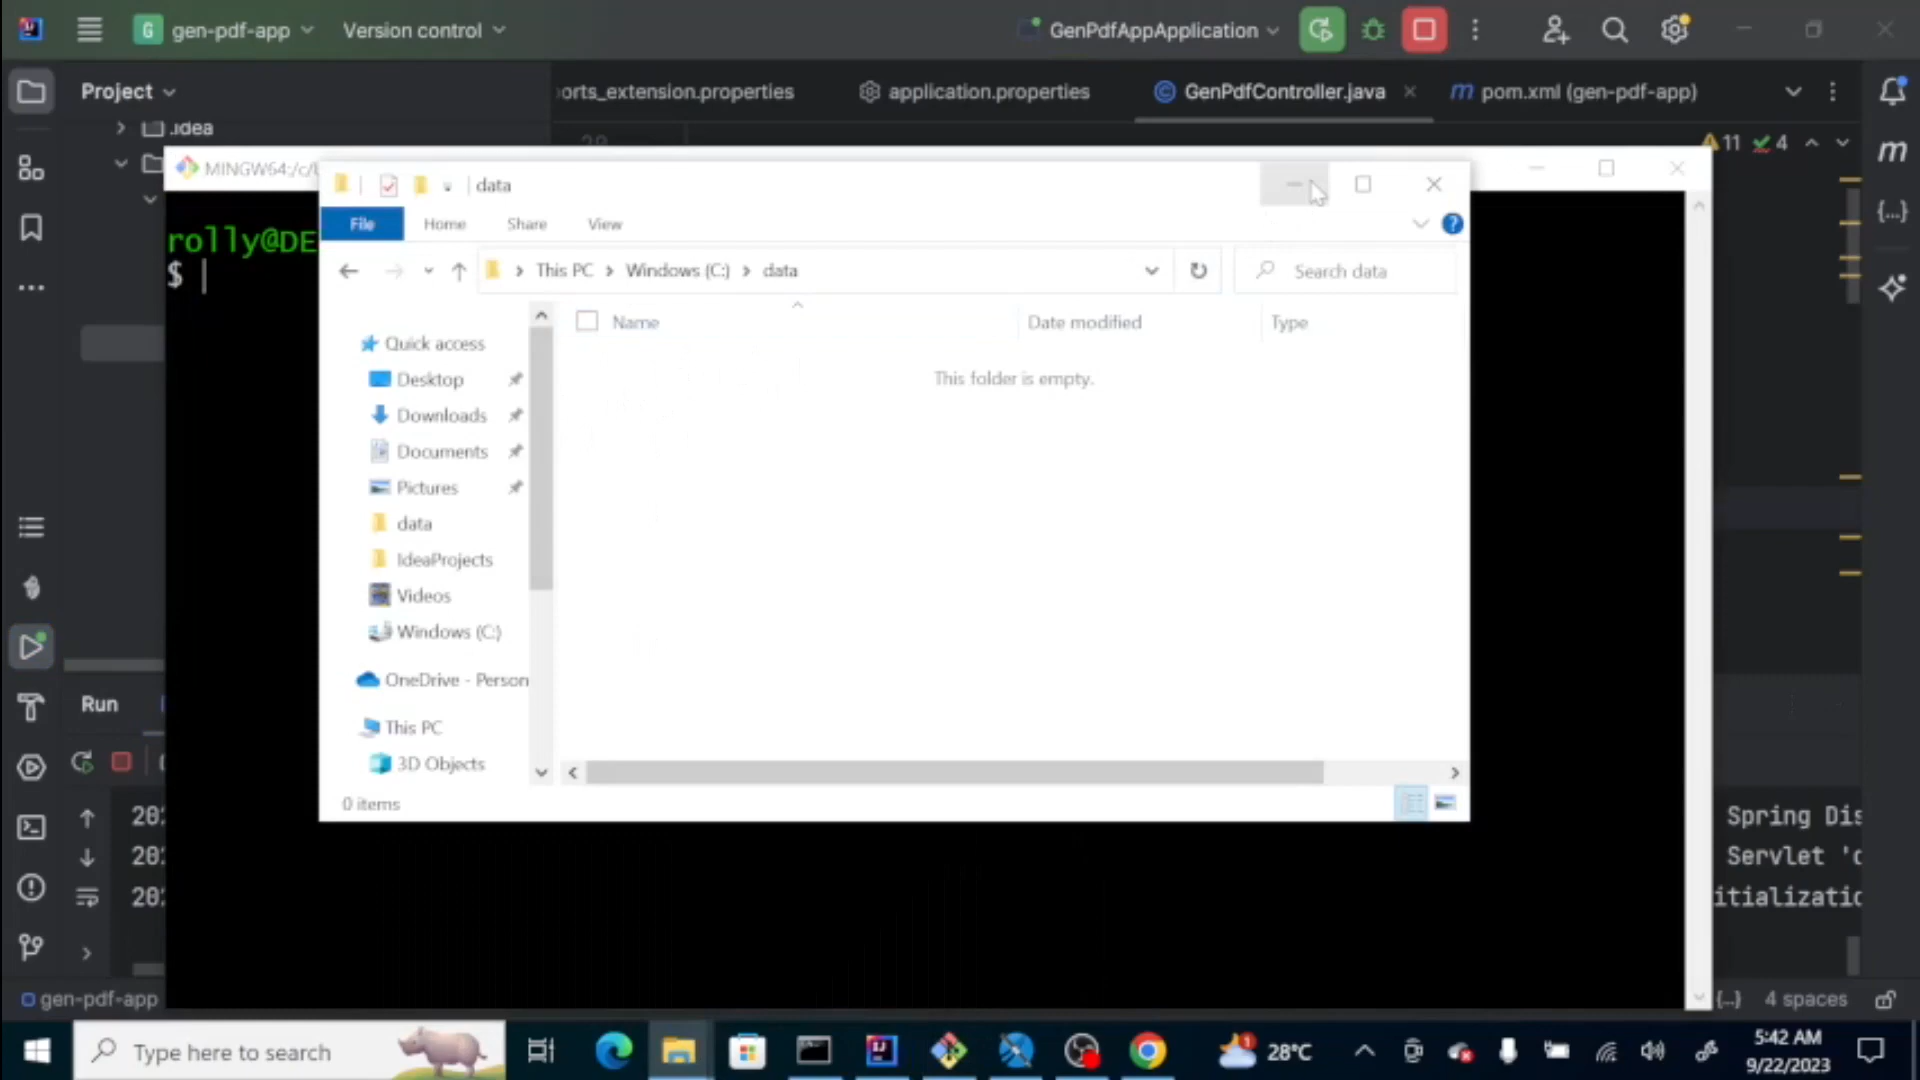 G gen-pdf-app
Version control
GenPdfAppApplication
Project
orts_extension.properties
application.properties
GenPdfController.java
pom.xml (gen-pdf-app)
.idea
11
4
MINGW64:/c/
rolly@DE
$
data
File
Home
Share
View
This PC
Windows (C:)
data
Search data
Name
Date modified
Type
This folder is empty.
Quick access
Desktop
Downloads
Documents
Pictures
data
IdeaProjects
Videos
Windows (C:)
OneDrive - Person
This PC
3D Objects
0 items
Run
202
Spring Dis
202
Servlet 'd
202
itializatio
gen-pdf-app
4 spaces
Type here to search
28°C
5:42 AM
9/22/2023